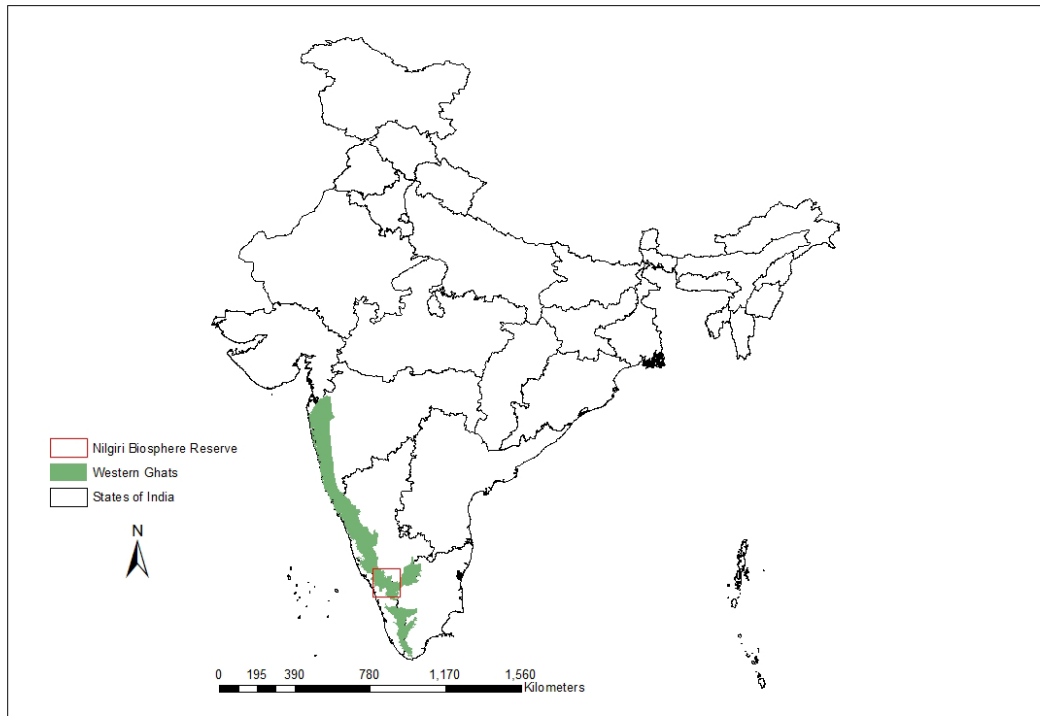 Nilgiri Biosphere Reserve
Western Ghats
States of India
N
0 195 390 780 1,170 1,560
Kilometers